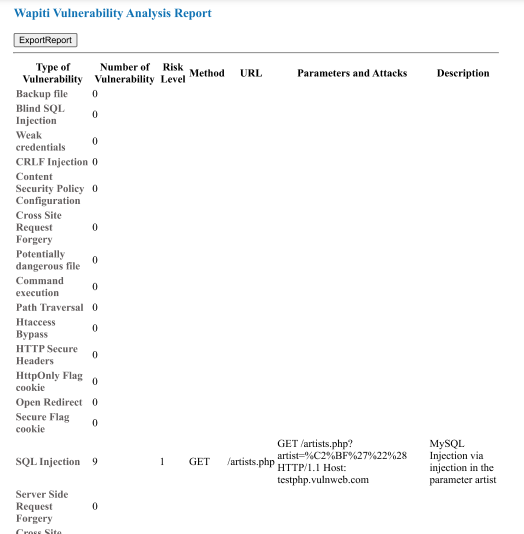 Wapiti Vulnerability Analysis Report
ExportReport
Type of Vulnerability Number of Vulnerability Risk Level Method URL Parameters and Attacks Description
Backup file 0
Blind SQL
Injection 0
Weak
credentials 0
CRLF Injection 0
Content
Security Policy 0
Configuration
Cross Site
Request 0
Forgery
Potentially
dangerous file 0
Command
execution 0
Path Traversal 0
Htaccess
Bypass 0
HTTP Secure
Headers 0
HttpOnly Flag
cookie 0
Open Redirect 0
Secure Flag
cookie 0
GET /artists.php? MySQL
artist=%C2%BF%27%22%28 Injection via
SQL Injection 9 1 GET /artists.php HTTP/1.1 Host: injection in the
testphp.vulnweb.com parameter artist
Server Side
Request 0
Forgery
Cross Site